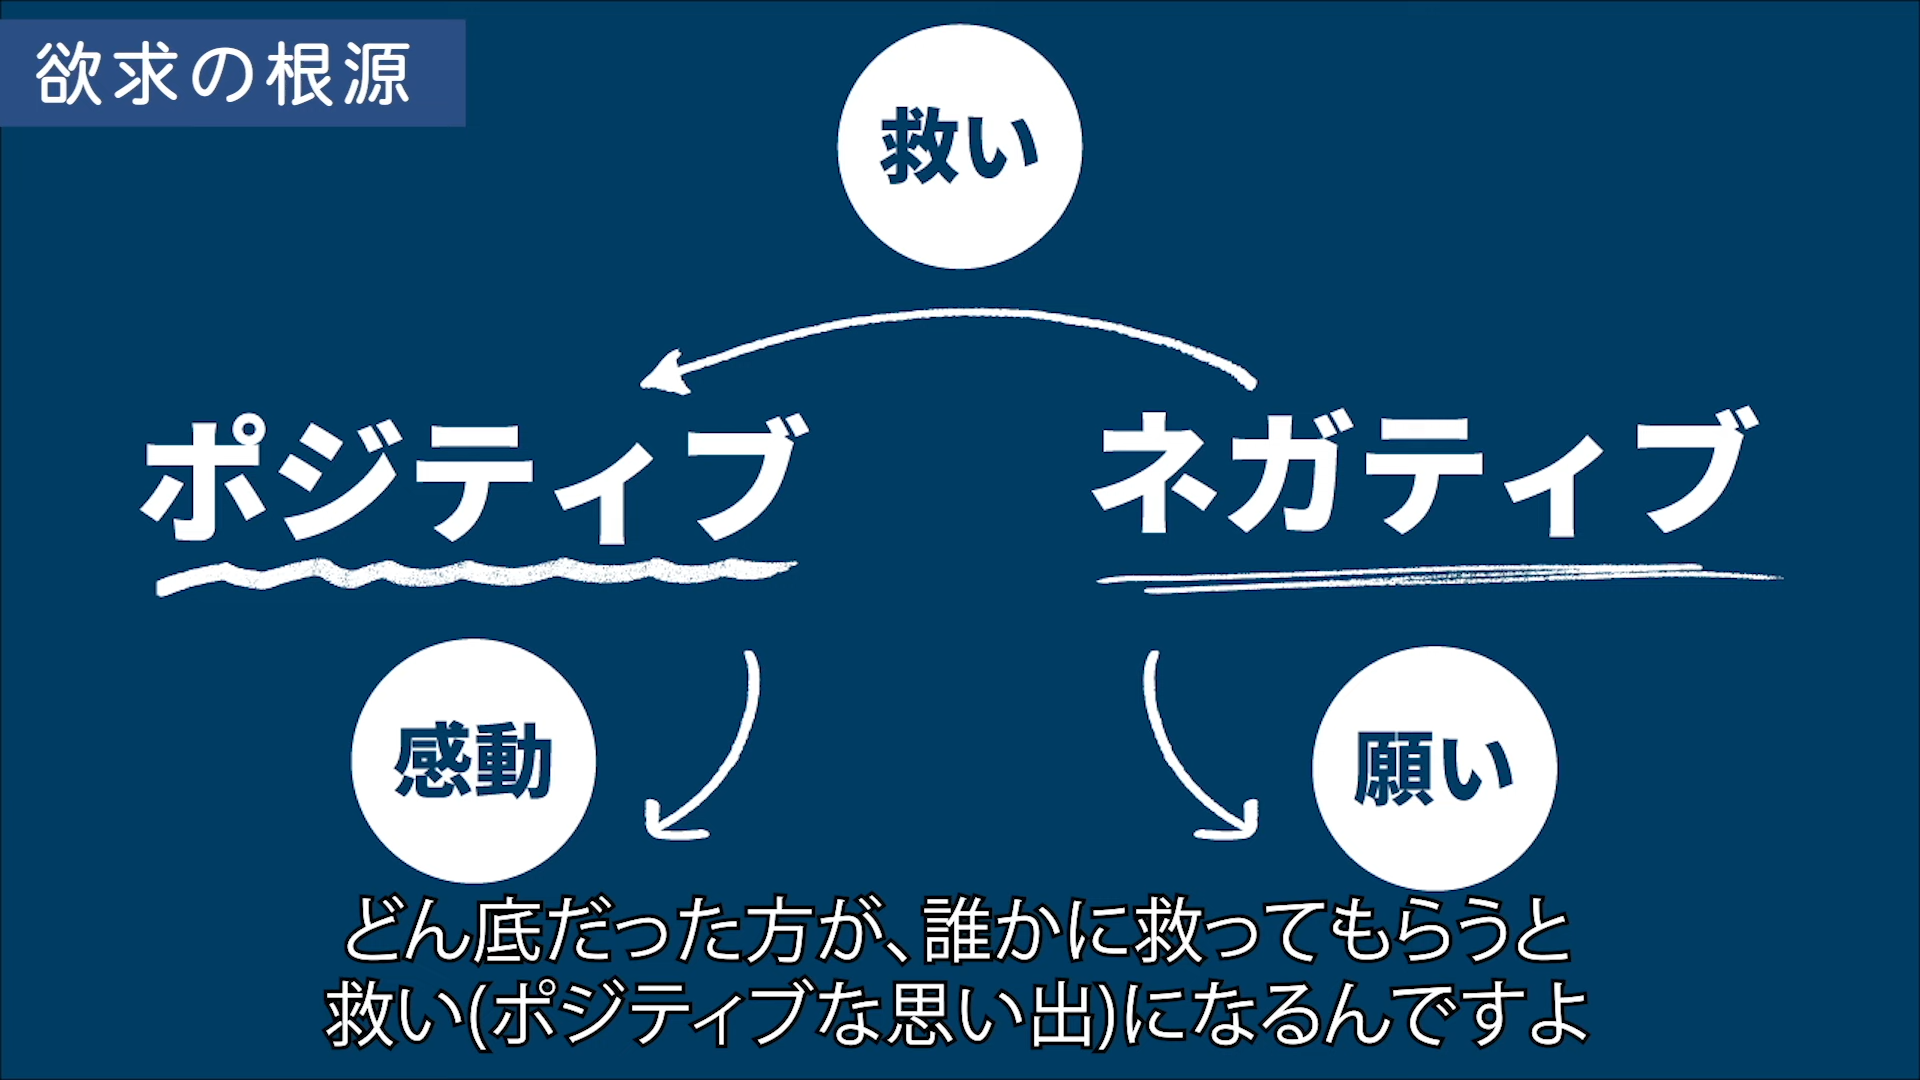 欲求の根源
救い
ポジティブ
ネガティブ
感動
願い
どん底だった方が、誰かに救ってもらうと
救い(ポジティブな思い出)になるんですよ